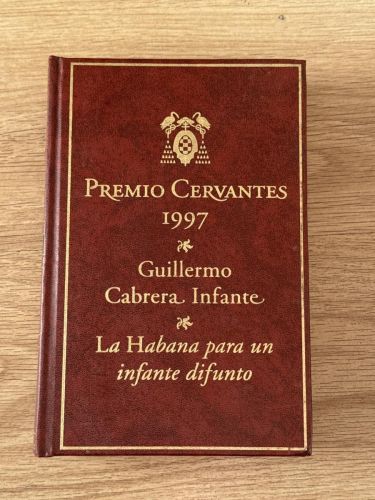 PREMIO CERVANTES
1997
Guillermo
Cabrera Infante
La Habana para un
infante difunto